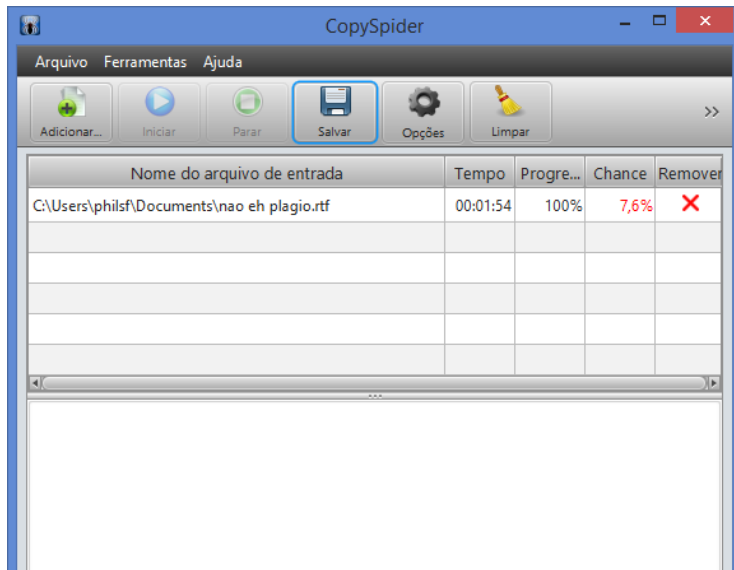 CopySpider
Arquivo Ferramentas Ajuda
Adicionar... Iniciar Parar Salvar Opções Limpar
Nome do arquivo de entrada Tempo Progre... Chance Remover
C:\Users\philsf\Documents\nao eh plagio.rtf 00:01:54 100% 7,6%